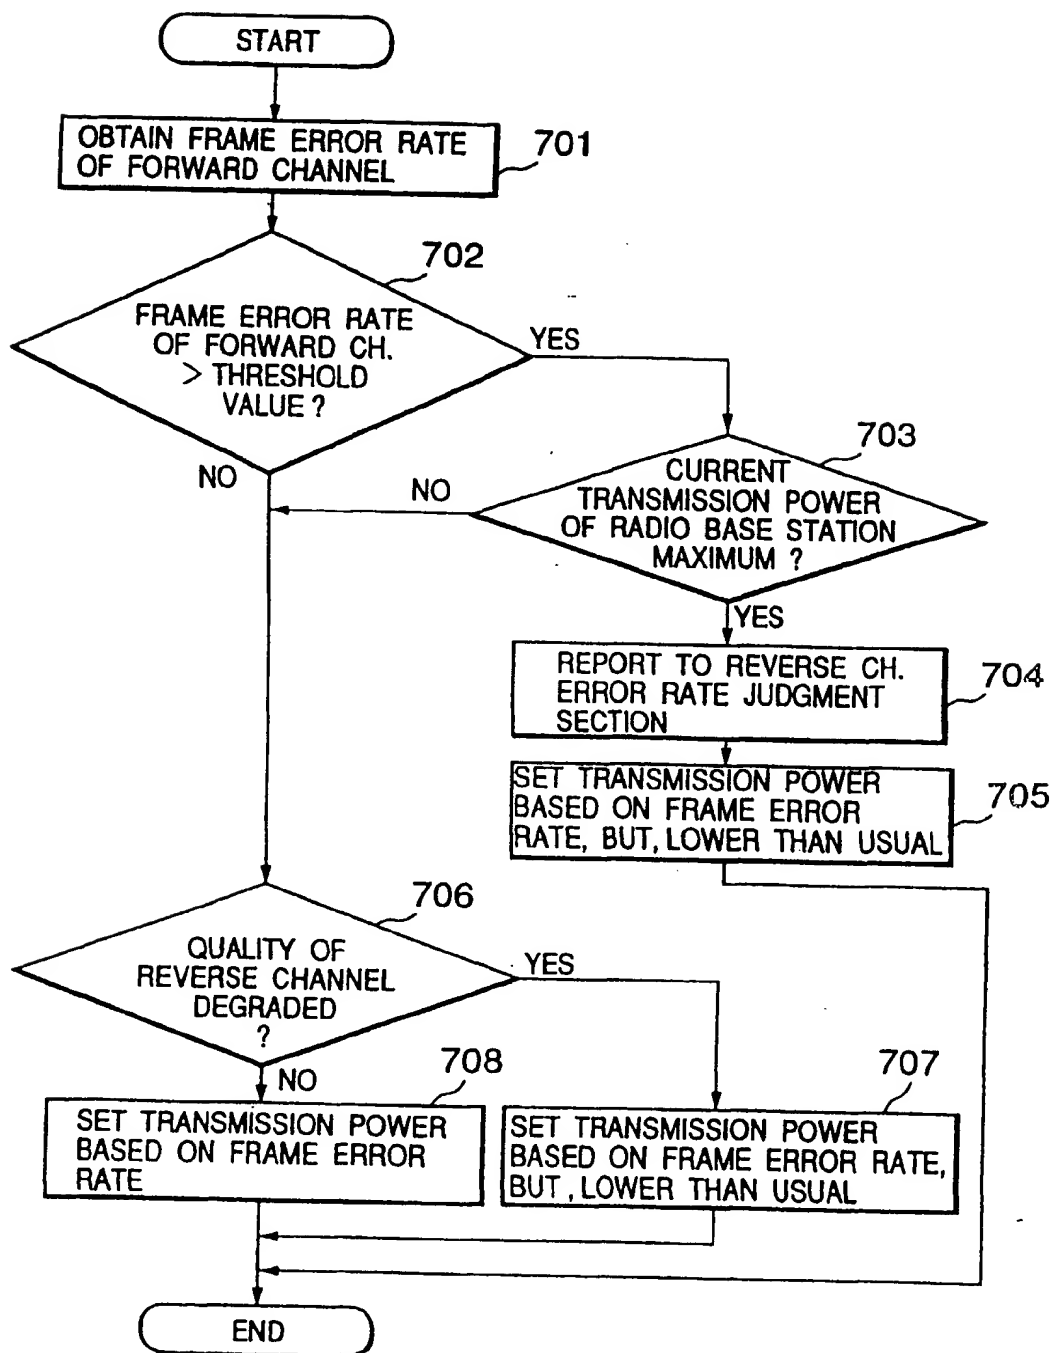 START
OBTAIN FRAME ERROR RATE
OF FORWARD CHANNEL
701
702
FRAME ERROR RATE
OF FORWARD CH.
> THRESHOLD
VALUE ?
YES
NO
703
CURRENT
TRANSMISSION POWER
OF RADIO BASE STATION
MAXIMUM ?
NO
YES
REPORT TO REVERSE CH.
ERROR RATE JUDGMENT
SECTION
704
SET TRANSMISSION POWER
BASED ON FRAME ERROR
RATE, BUT, LOWER THAN USUAL
705
706
QUALITY OF
REVERSE CHANNEL
DEGRADED
?
YES
NO
708
SET TRANSMISSION POWER
BASED ON FRAME ERROR
RATE
707
SET TRANSMISSION POWER
BASED ON FRAME ERROR RATE,
BUT, LOWER THAN USUAL
END